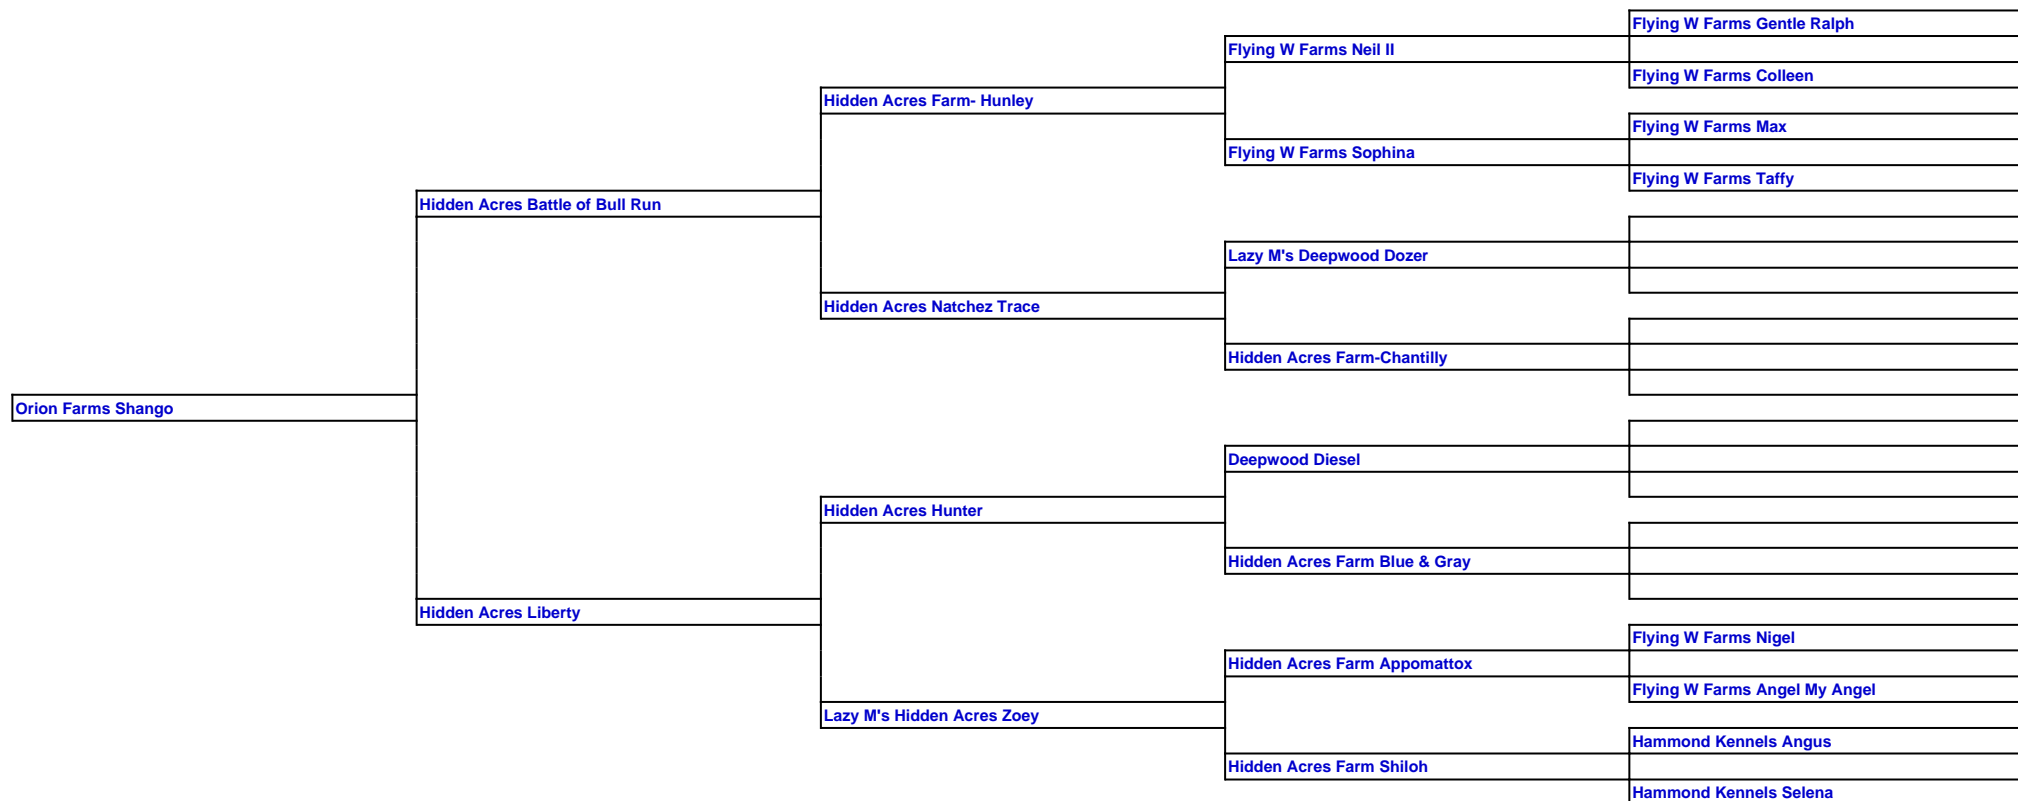 Flying W Farms Gentle Ralph
Flying W Farms Neil II
Flying W Farms Colleen
Hidden Acres Farm- Hunley
Flying W Farms Max
Flying W Farms Sophina
Flying W Farms Taffy
Hidden Acres Battle of Bull Run
Lazy M's Deepwood Dozer
Hidden Acres Natchez Trace
Hidden Acres Farm-Chantilly
Orion Farms Shango
Deepwood Diesel
Hidden Acres Hunter
Hidden Acres Farm Blue & Gray
Hidden Acres Liberty
Flying W Farms Nigel
Hidden Acres Farm Appomattox
Flying W Farms Angel My Angel
Lazy M's Hidden Acres Zoey
Hammond Kennels Angus
Hidden Acres Farm Shiloh
Hammond Kennels Selena